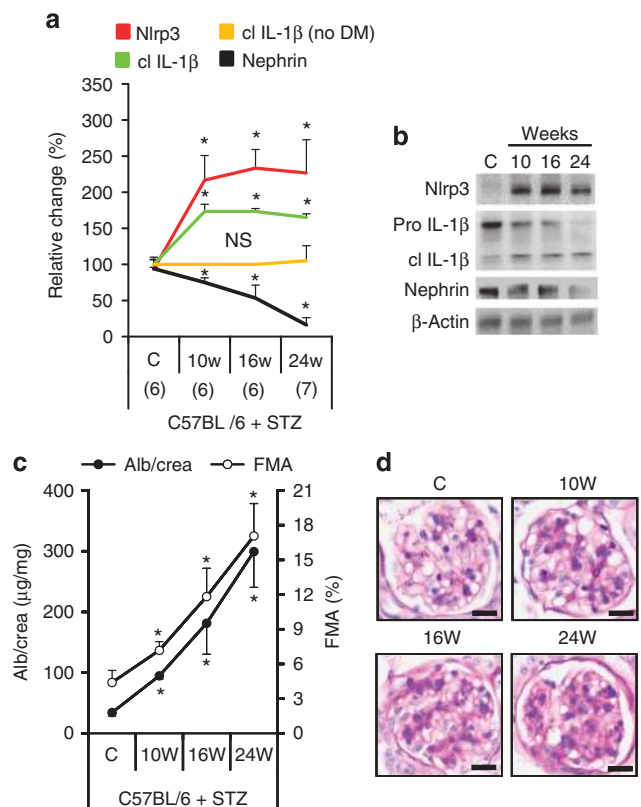 a
Nlrp3
cl IL-1β (no DM)
cl IL-1β
Nephrin
Relative change (%)
350
300
250
200
150
100
50
0
* * *
* * *
NS
* * *
C 10w 16w 24w
(6) (6) (6) (7)
C57BL /6 + STZ
b
Weeks
C 10 16 24
Nlrp3
Pro IL-1β
cl IL-1β
Nephrin
β-Actin
c
Alb/crea
FMA
Alb/crea (μg/mg)
400
300
200
100
0
* * *
* * *
21
18
15
12
9
6
3
0
FMA (%)
C 10W 16W 24W
C57BL/6 + STZ
d
C 10W
16W 24W